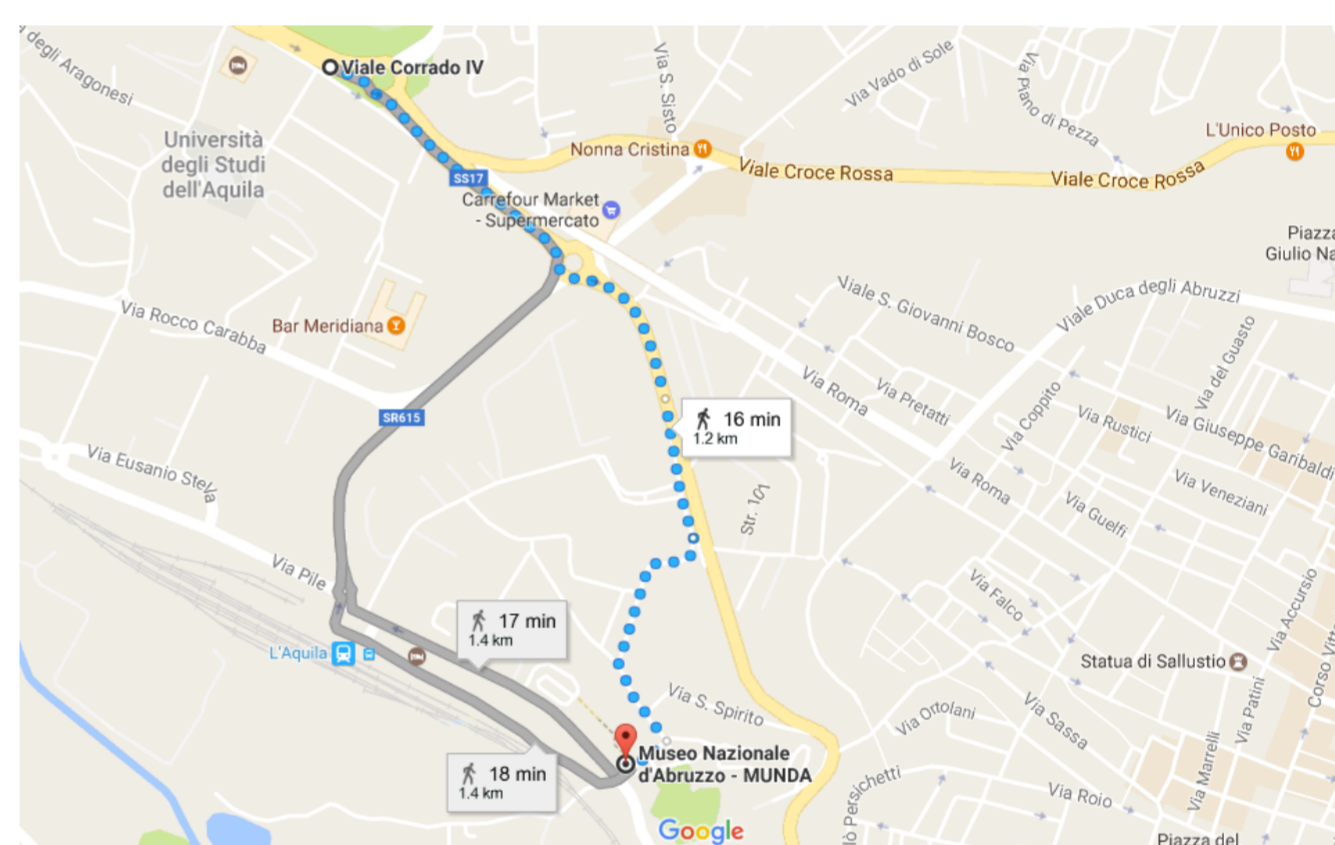 a degli Aragonesi
Viale Corrado IV
Via S. Sisto
Via Vado di Sole
Via Piano di Pezza
L'Unico Posto
Università
degli Studi
dell'Aquila
Nonna Cristina
Viale Croce Rossa
Viale Croce Rossa
SS17
Carrefour Market
- Supermercato
Piazza
Giulio Na
Viale S. Giovanni Bosco
Viale Duca degli Abruzzi
Via Rocco Carabba
Bar Meridiana
Via del Guasto
Via Roma
Via Pretatti
Via Coppito
SR615
16 min
1.2 km
Via Rustici
Via Giuseppe Garibaldi
Via Eusanio Stella
Via Roma
Via Veneziani
Str. 101
Via Guelfi
Via Pile
Via Falco
Via Accursio
17 min
1.4 km
L'Aquila
Statua di Sallustio
Via S. Spirito
Via Ottolani
Via Sassa
Via Patini
Corso Vitt
Museo Nazionale
d'Abruzzo - MUNDA
18 min
1.4 km
Via Marrelli
lò Persichetti
Via Roio
Google
Piazza del